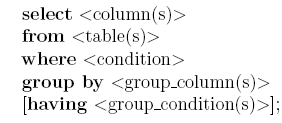 select <column(s)>
from <table(s)>
where <condition>
group by <group_column(s)>
[having <group_condition(s)>];